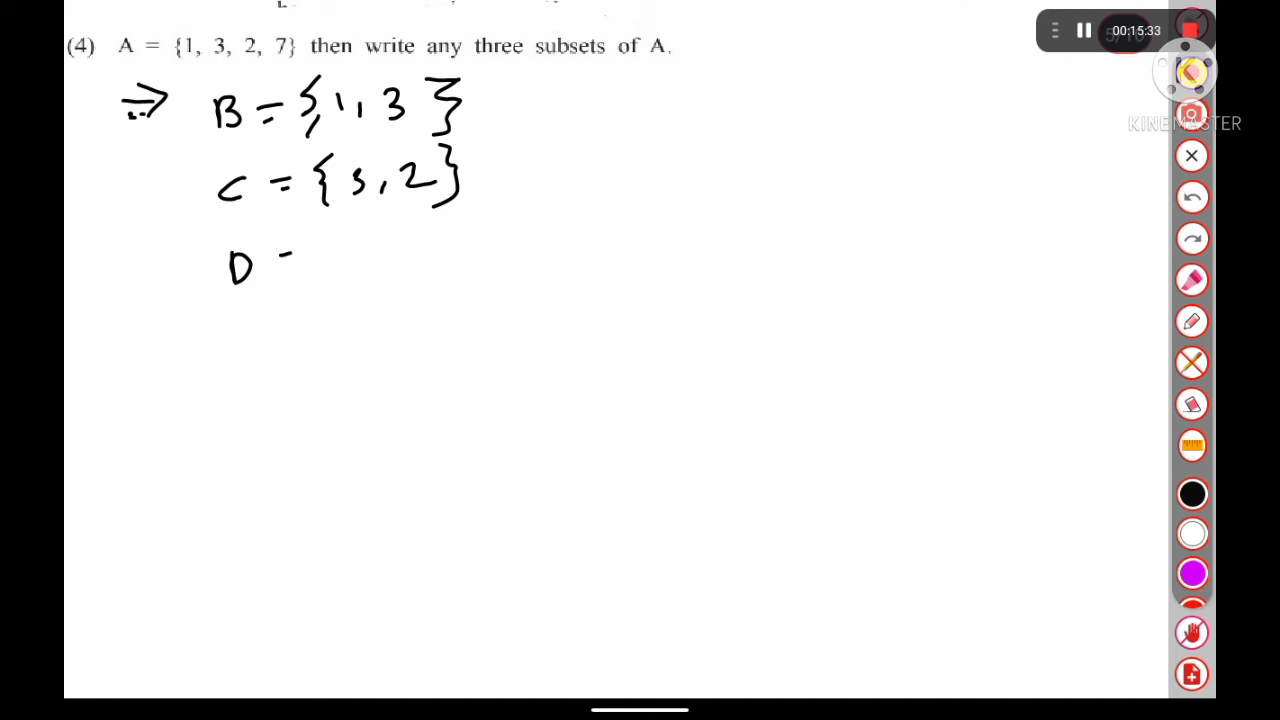 (4) A = {1, 3, 2, 7} then write any three subsets of A.
B = {1, 3}
C = {3, 2}
D =
00:15:33
KINEMASTER